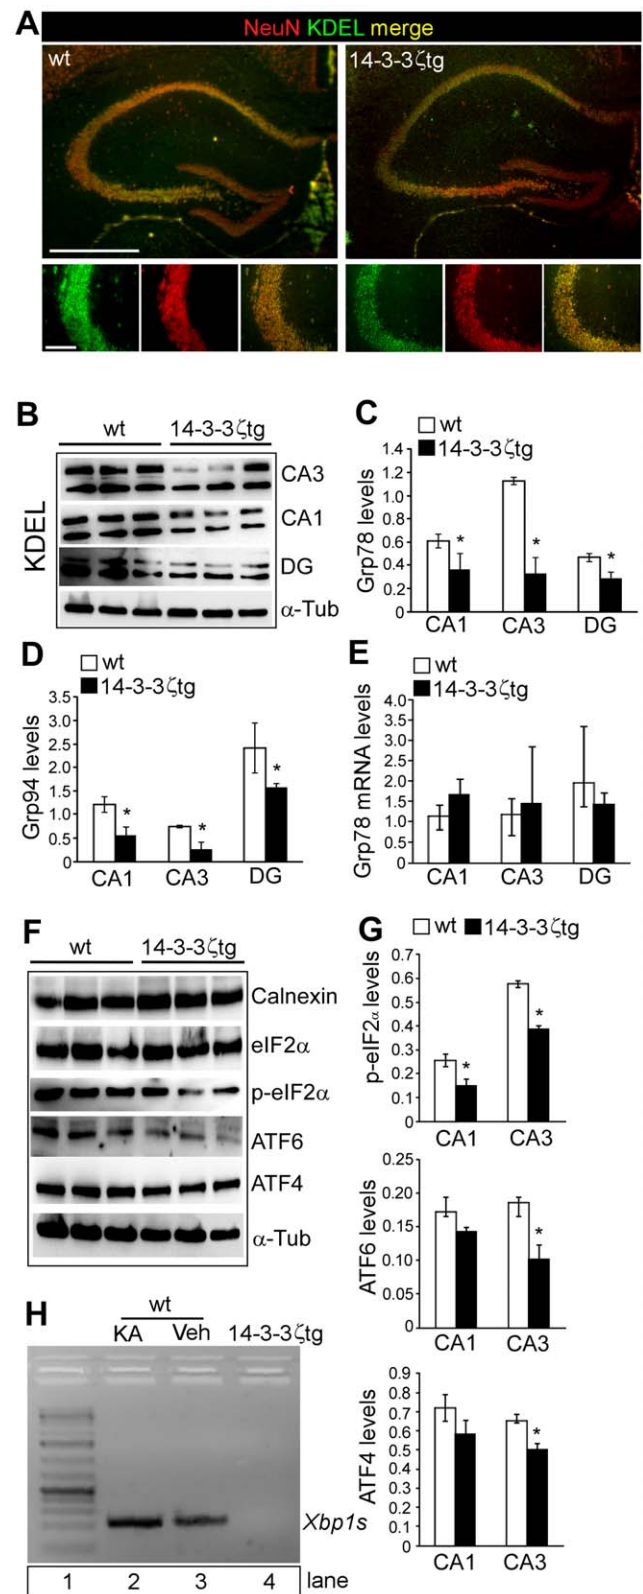 A
NeuN KDEL merge
wt
14-3-3ζtg
B
wt 14-3-3ζtg
KDEL
CA3
CA1
DG
α-Tub
C
wt
14-3-3ζtg
Grp78 levels
1.4
1.2
1.0
0.8
0.6
0.4
0.2
0
*
*
*
CA1 CA3 DG
D
wt
14-3-3ζtg
Grp94 levels
3.5
3.0
2.5
2.0
1.5
1.0
0.5
0
*
*
*
CA1 CA3 DG
E
wt
14-3-3ζtg
Grp78 mRNA levels
4.0
3.5
3.0
2.5
2.0
1.5
1.0
0.5
0
CA1 CA3 DG
F
wt 14-3-3ζtg
Calnexin
eIF2α
p-eIF2α
ATF6
ATF4
α-Tub
G
wt 14-3-3ζtg
p-eIF2α levels
0.7
0.6
0.5
0.4
0.3
0.2
0.1
0
*
*
CA1 CA3
ATF6 levels
0.25
0.20
0.15
0.10
0.05
0
*
CA1 CA3
ATF4 levels
0.9
0.8
0.7
0.6
0.5
0.4
0.3
0.2
0.1
0
*
CA1 CA3
H
wt
KA Veh 14-3-3ζtg
Xbp1s
1 2 3 4 lane